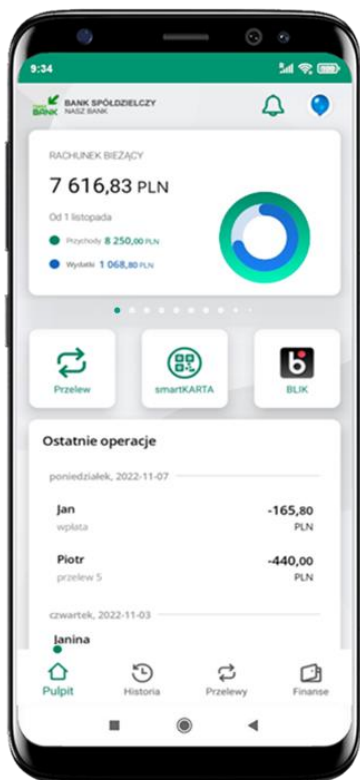 9:34
BANK SPÓŁDZIELCZY
NASZ BANK
RACHUNEK BIEŻĄCY
7 616,83 PLN
Od 1 listopada
Przychody 8 250,00 PLN
Wydatki 1 068,80 PLN
Przelew
smartKARTA
BLIK
Ostatnie operacje
poniedziałek, 2022-11-07
Jan -165,80
wpłata PLN
Piotr -440,00
przelew 5 PLN
czwartek, 2022-11-03
Janina
Pulpit
Historia
Przelewy
Finanse